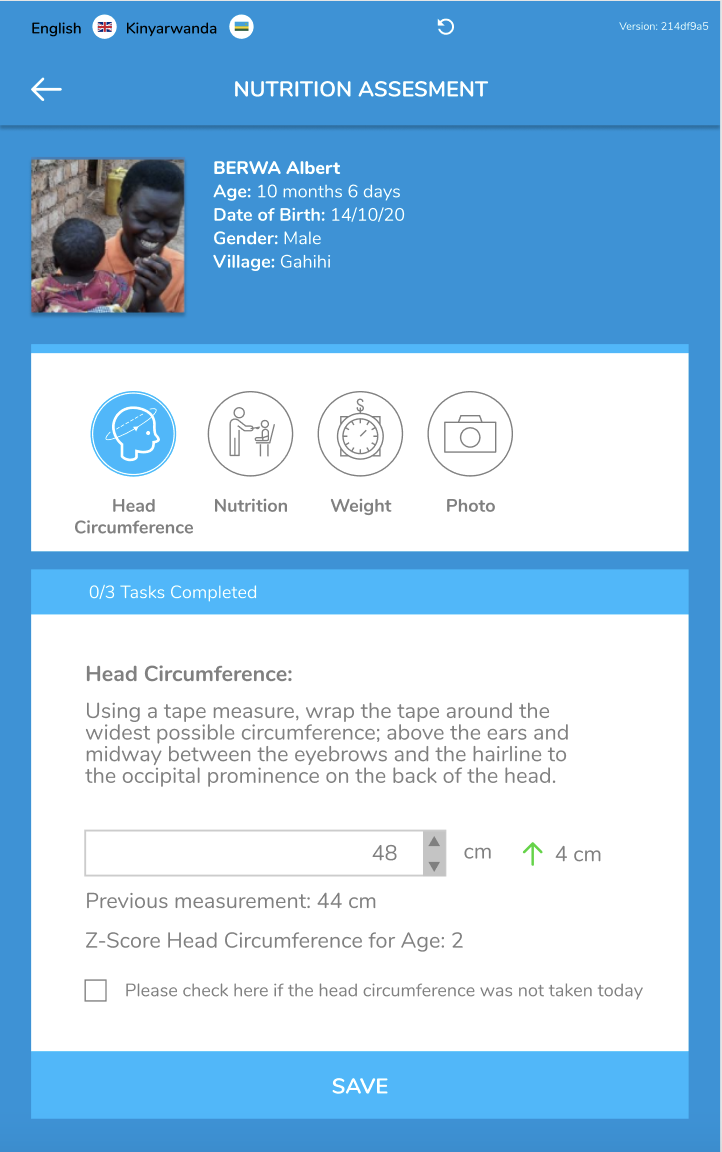 English Kinyarwanda
Version: 214df9a5
NUTRITION ASSESMENT
BERWA Albert
Age: 10 months 6 days
Date of Birth: 14/10/20
Gender: Male
Village: Gahihi
Head
Circumference
Nutrition
Weight
Photo
0/3 Tasks Completed
Head Circumference:
Using a tape measure, wrap the tape around the
widest possible circumference; above the ears and
midway between the eyebrows and the hairline to
the occipital prominence on the back of the head.
48 cm 4 cm
Previous measurement: 44 cm
Z-Score Head Circumference for Age: 2
Please check here if the head circumference was not taken today
SAVE